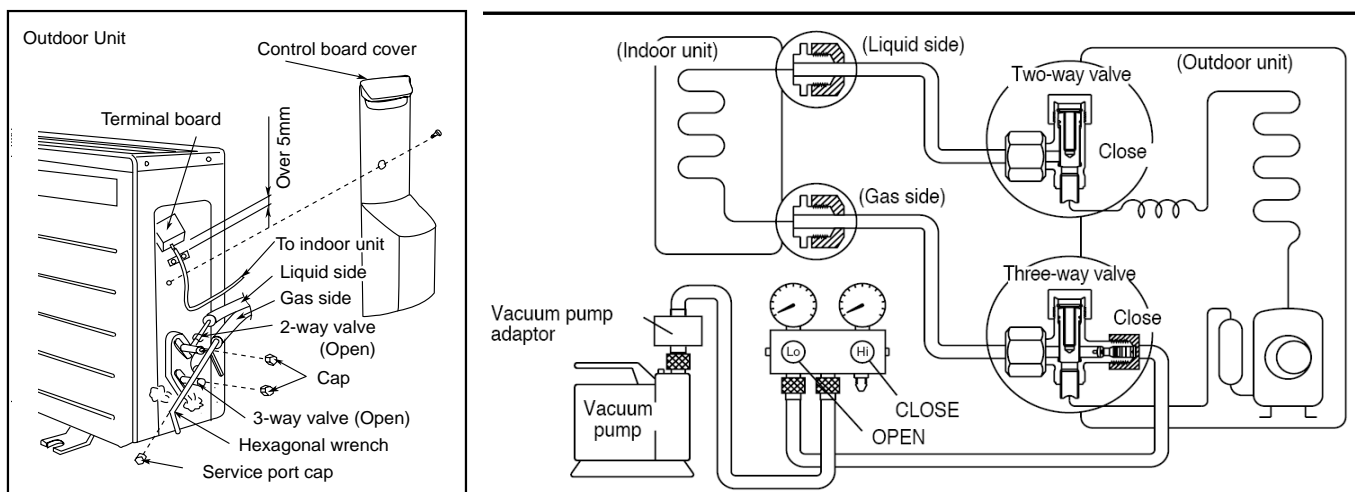 Outdoor Unit
Control board cover
Terminal board
Over 5mm
To indoor unit
Liquid side
Gas side
2-way valve
(Open)
Cap
3-way valve (Open)
Hexagonal wrench
Service port cap
(Indoor unit)
(Liquid side)
Two-way valve
(Outdoor unit)
Close
(Gas side)
Three-way valve
Close
Vacuum pump
adaptor
Lo
Hi
Vacuum
pump
CLOSE
OPEN